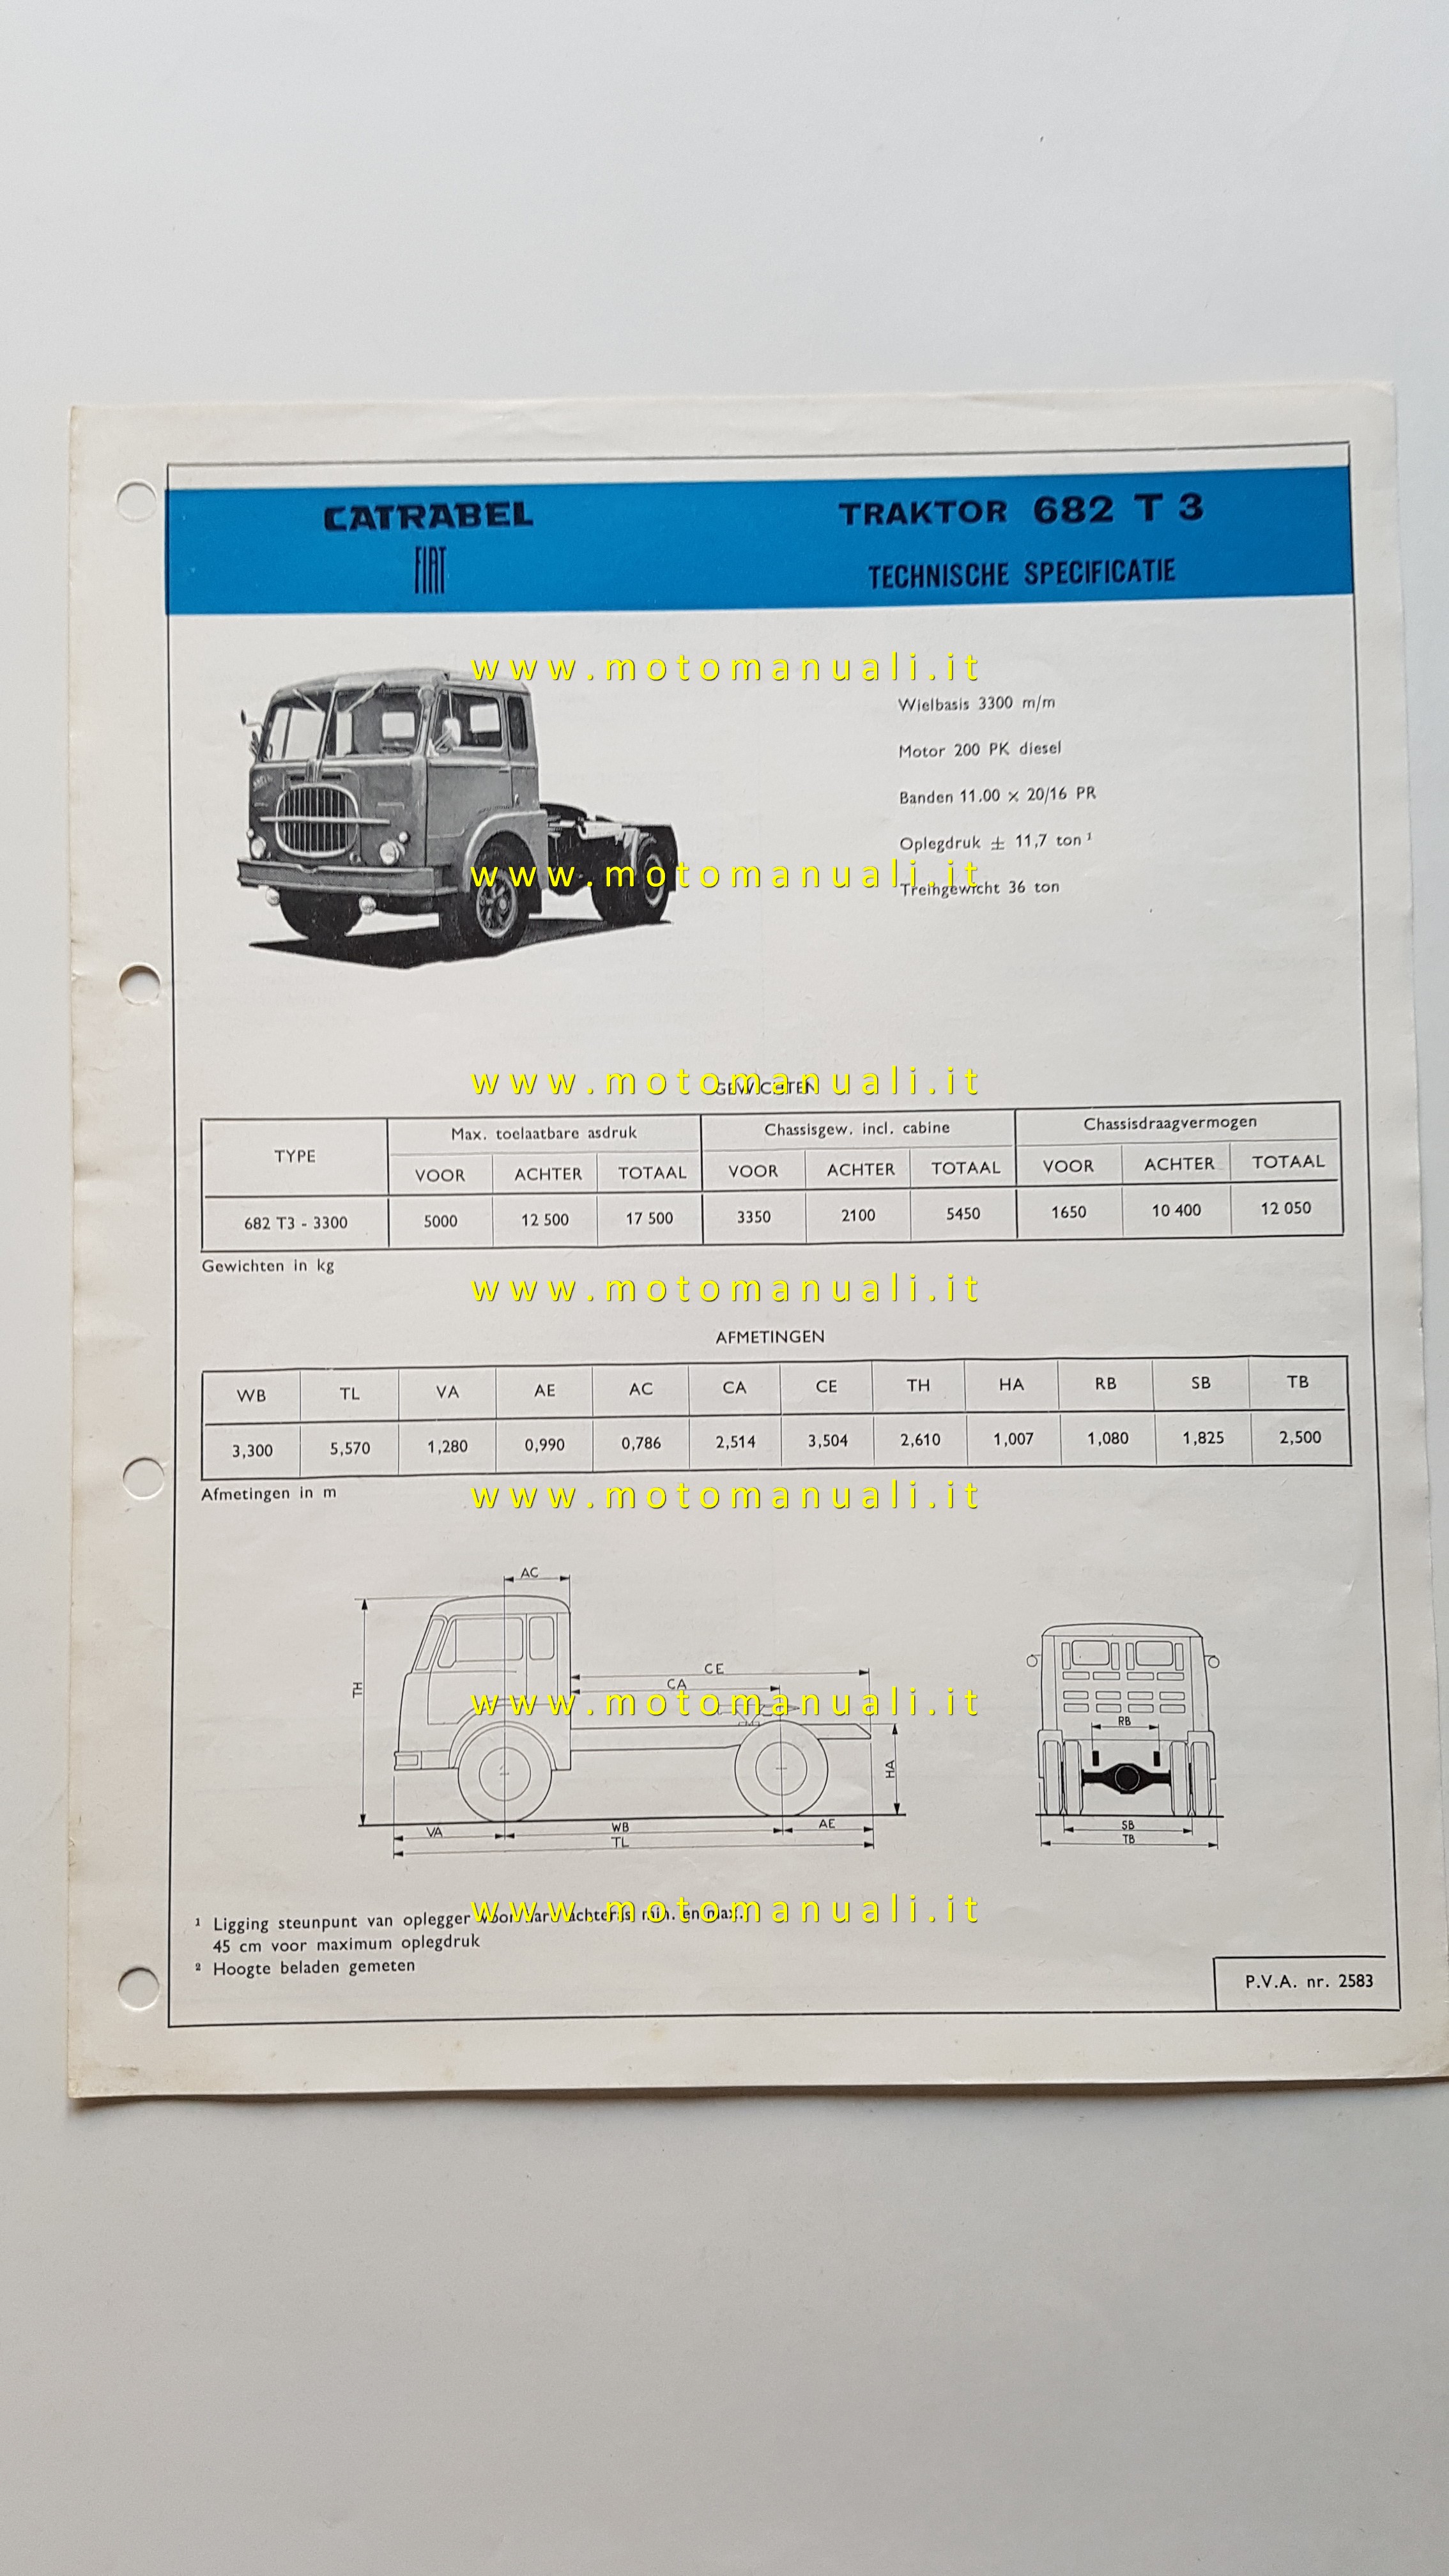 CATRABEL
FIAT
TRAKTOR 682 T 3
TECHNISCHE SPECIFICATIE
www.motomanuali.it
Wielbasis 3300 m/m
Motor 200 PK diesel
Banden 11.00 × 20/16 PR
Oplegdruk ± 11,7 ton ¹
www.motomanuali.it
Treingewicht 36 ton
www.motomanuali.it
GEWICHTEN
TYPE Max. toelaatbare asdruk Chassisgew. incl. cabine Chassisdraagvermogen
VOOR ACHTER TOTAAL VOOR ACHTER TOTAAL VOOR ACHTER TOTAAL
682 T3 - 3300 5000 12 500 17 500 3350 2100 5450 1650 10 400 12 050
Gewichten in kg
www.motomanuali.it
AFMETINGEN
WB TL VA AE AC CA CE TH HA RB SB TB
3,300 5,570 1,280 0,990 0,786 2,514 3,504 2,610 1,007 1,080 1,825 2,500
Afmetingen in m
www.motomanuali.it
AC
CE
CA
TH
www.motomanuali.it
RB
HA
VA WB AE
TL
SB
TB
www.motomanuali.it
¹ Ligging steunpunt van oplegger min. en max.
45 cm voor maximum oplegdruk
² Hoogte beladen gemeten
P.V.A. nr. 2583